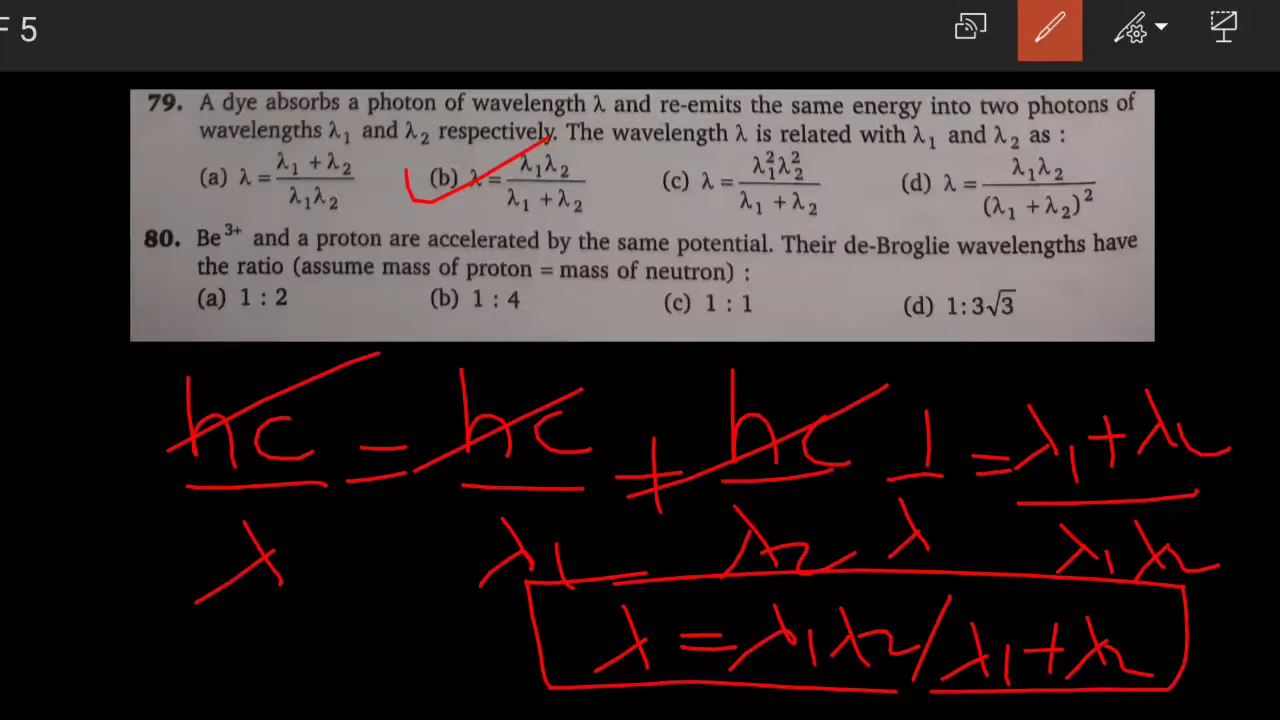 F 5
79. A dye absorbs a photon of wavelength λ and re-emits the same energy into two photons of
wavelengths λ₁ and λ₂ respectively. The wavelength λ is related with λ₁ and λ₂ as :
(a) λ = (λ₁ + λ₂)/(λ₁λ₂) (b) λ = (λ₁λ₂)/(λ₁ + λ₂) (c) λ = (λ₁²λ₂²)/(λ₁ + λ₂) (d) λ = (λ₁λ₂)/(λ₁ + λ₂)²
80. Be³⁺ and a proton are accelerated by the same potential. Their de-Broglie wavelengths have
the ratio (assume mass of proton = mass of neutron) :
(a) 1 : 2 (b) 1 : 4 (c) 1 : 1 (d) 1 : 3√3
hc/λ = hc/λ₁ + hc/λ₂ 1/λ = (λ₁ + λ₂)/(λ₁λ₂)
λ = λ₁λ₂/λ₁+λ₂